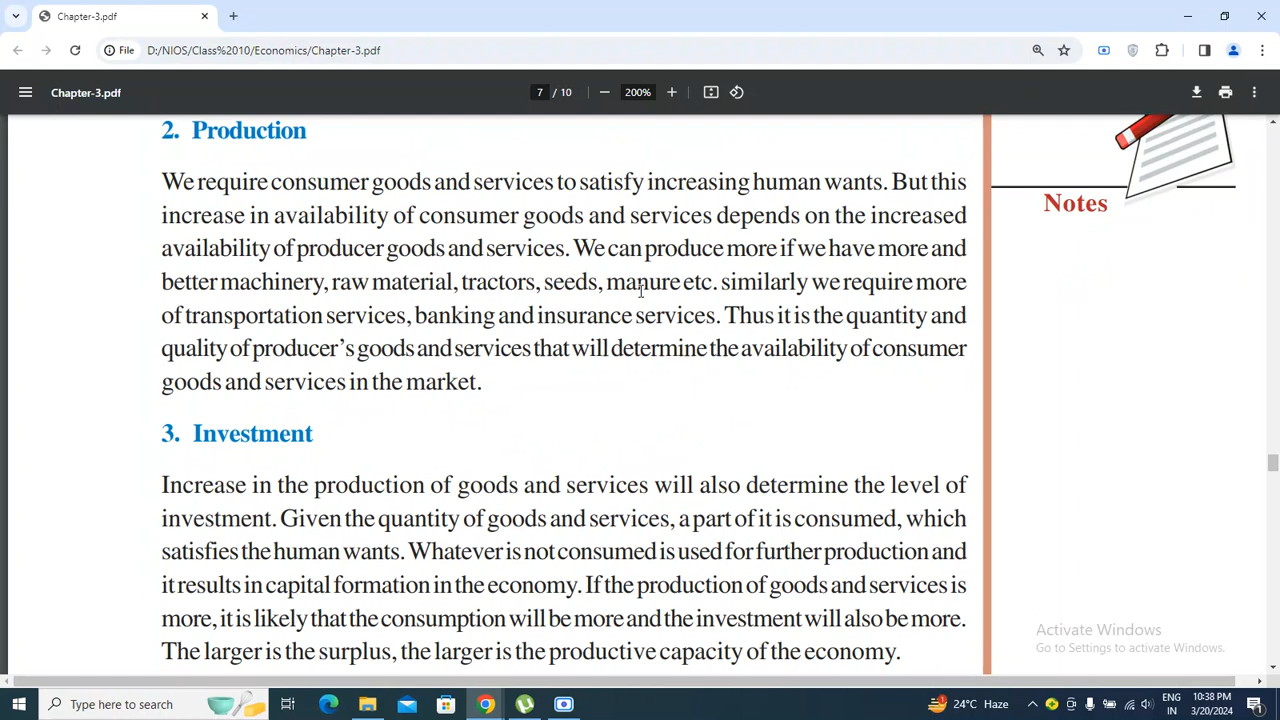 Chapter-3.pdf
File
D:/NIOS/Class%2010/Economics/Chapter-3.pdf
Chapter-3.pdf
7 / 10
200%
2. Production
We require consumer goods and services to satisfy increasing human wants. But this
increase in availability of consumer goods and services depends on the increased
availability of producer goods and services. We can produce more if we have more and
better machinery, raw material, tractors, seeds, manure etc. similarly we require more
of transportation services, banking and insurance services. Thus it is the quantity and
quality of producer's goods and services that will determine the availability of consumer
goods and services in the market.
Notes
3. Investment
Increase in the production of goods and services will also determine the level of
investment. Given the quantity of goods and services, a part of it is consumed, which
satisfies the human wants. Whatever is not consumed is used for further production and
it results in capital formation in the economy. If the production of goods and services is
more, it is likely that the consumption will be more and the investment will also be more.
The larger is the surplus, the larger is the productive capacity of the economy.
Activate Windows
Go to Settings to activate Windows.
Type here to search
24°C Haze
ENG
IN
10:38 PM
3/20/2024
1